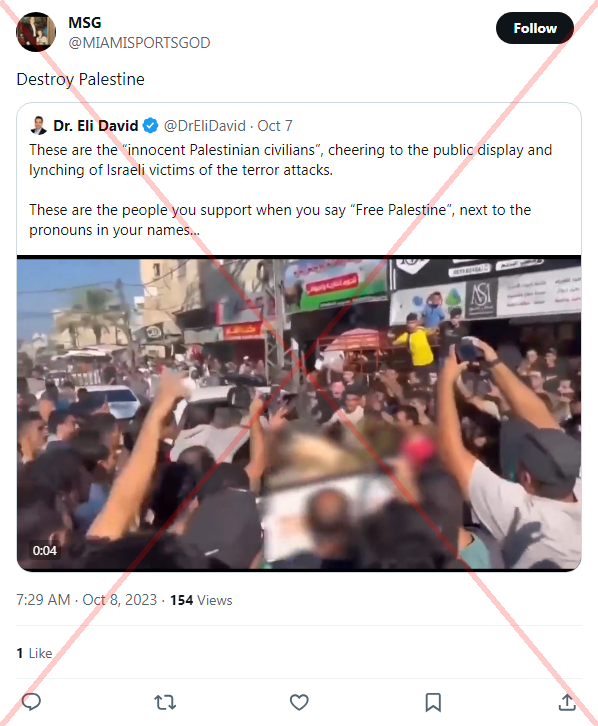 MSG
@MIAMISPORTSGOD
Follow
Destroy Palestine
Dr. Eli David @DrEliDavid · Oct 7
These are the “innocent Palestinian civilians”, cheering to the public display and
lynching of Israeli victims of the terror attacks.
These are the people you support when you say “Free Palestine”, next to the
pronouns in your names...
ASI
0:04
7:29 AM · Oct 8, 2023 · 154 Views
1 Like